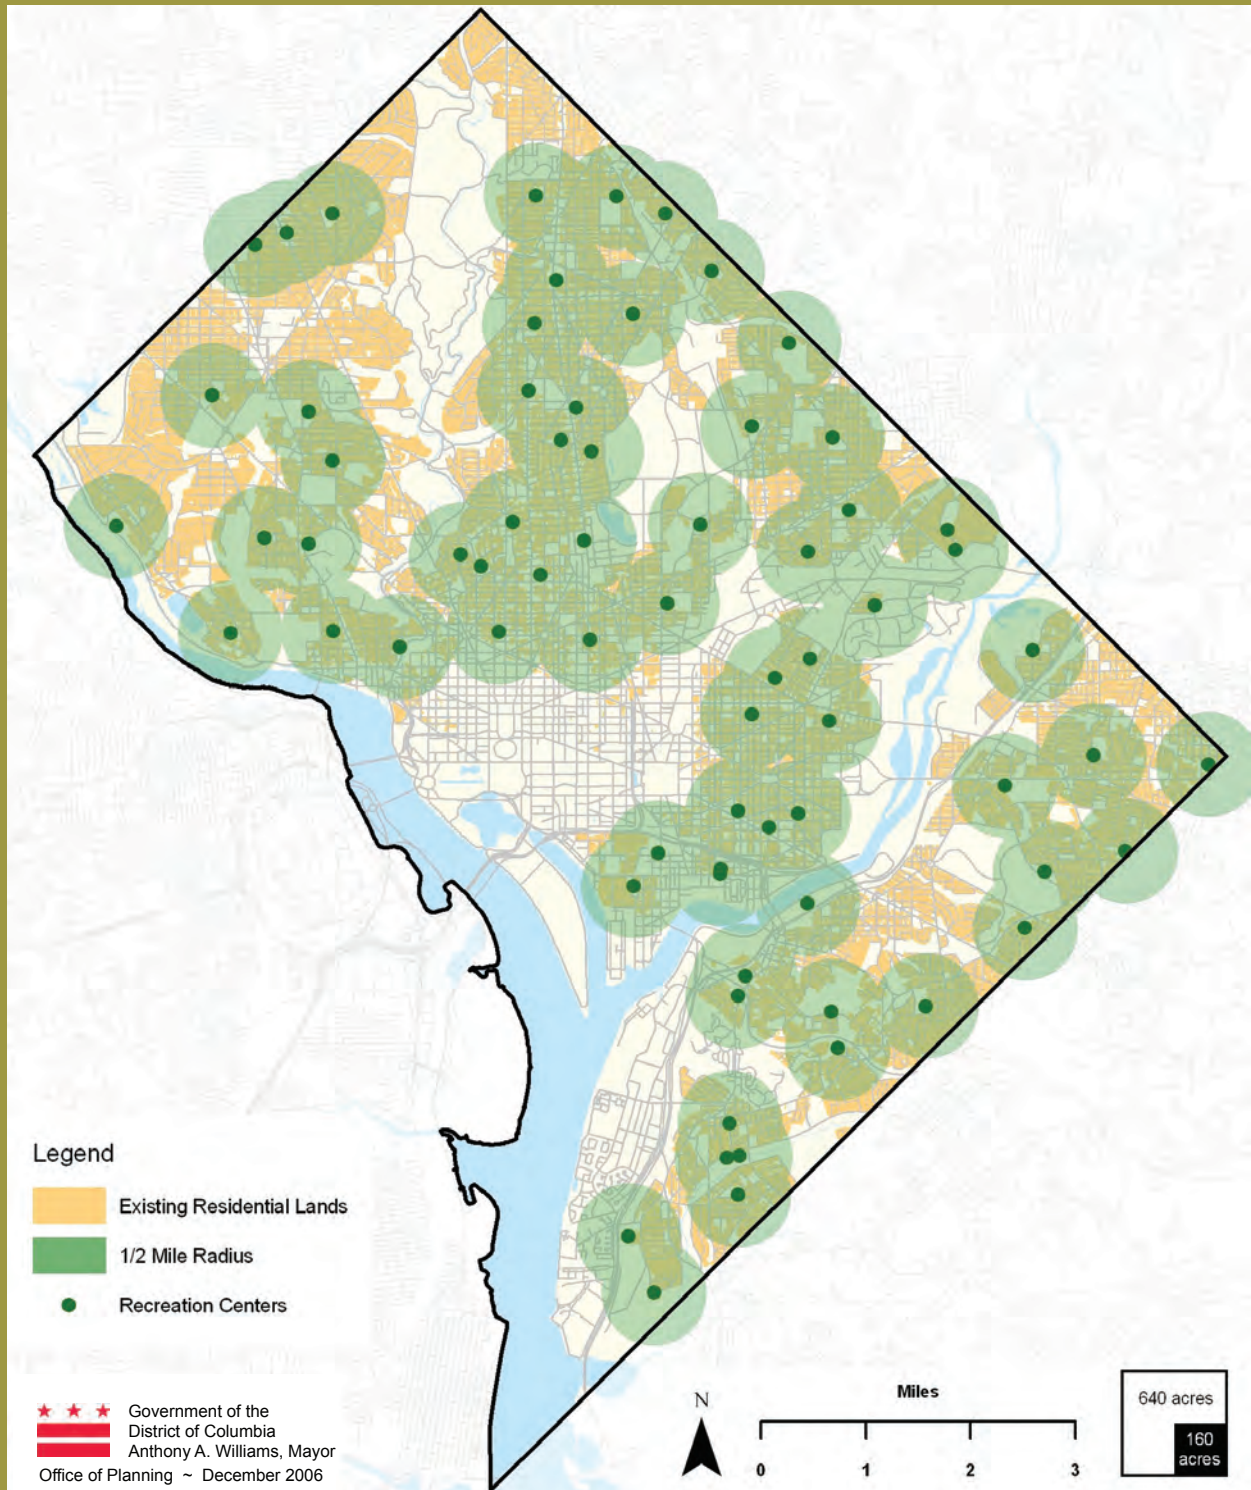 Legend
Existing Residential Lands
1/2 Mile Radius
Recreation Centers
Government of the
District of Columbia
Anthony A. Williams, Mayor
Office of Planning ~ December 2006
N
Miles
0 1 2 3
640 acres
160
acres